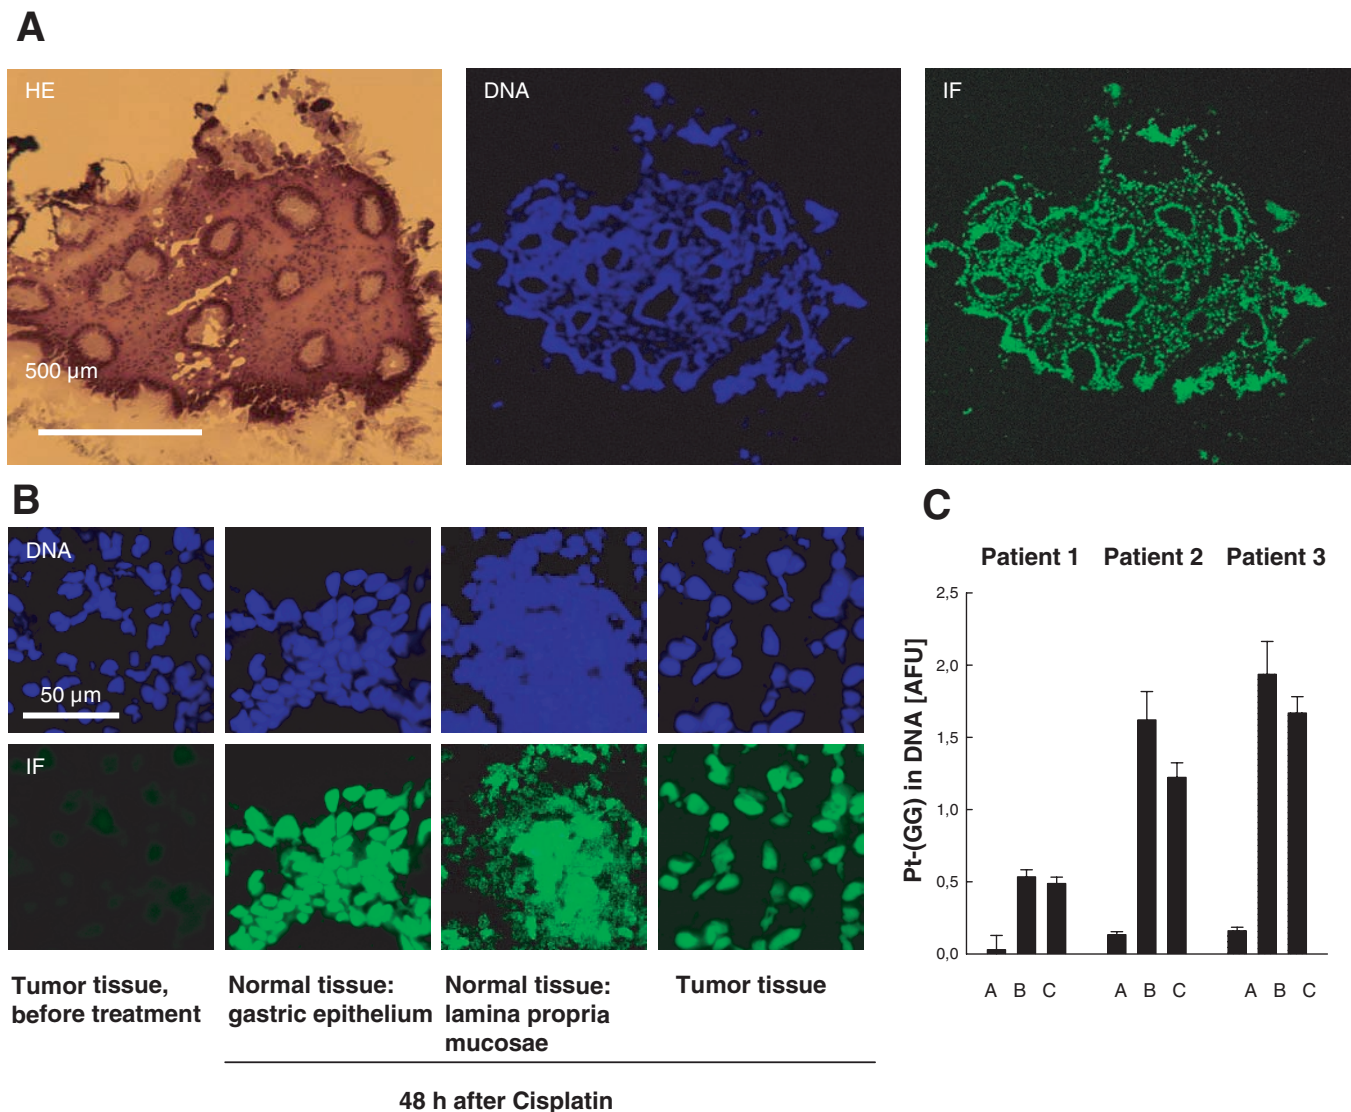 A
HE
DNA
IF
500 µm
B
DNA
50 µm
IF
Tumor tissue,
before treatment
Normal tissue:
gastric epithelium
Normal tissue:
lamina propria
mucosae
Tumor tissue
48 h after Cisplatin
C
Patient 1 Patient 2 Patient 3
Pt-(GG) in DNA [AFU]
2,5
2,0
1,5
1,0
0,5
0,0
A B C A B C A B C